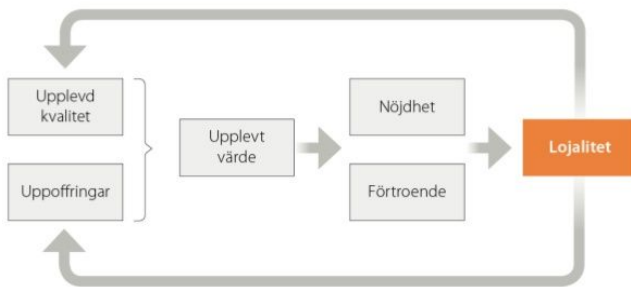 Upplevd
kvalitet
Uppoffringar
Upplevt
värde
Nöjdhet
Förtroende
Lojalitet